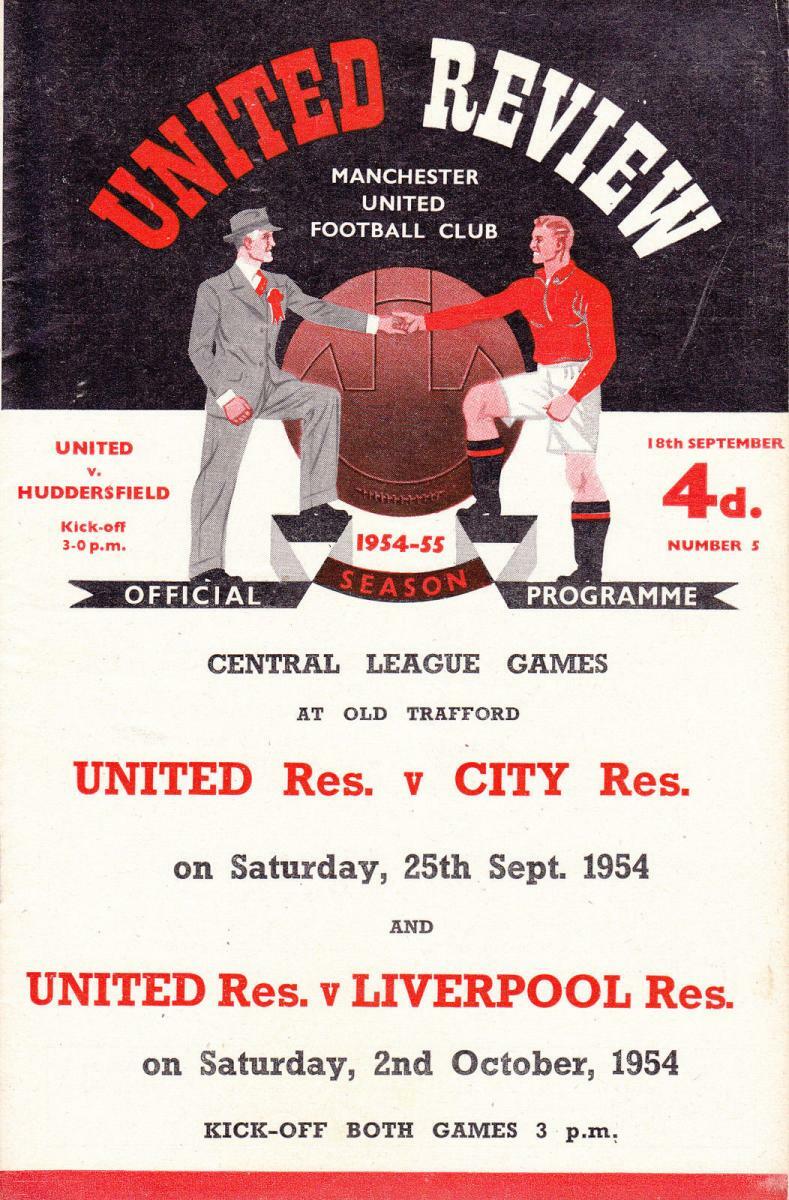 UNITED REVIEW
MANCHESTER
UNITED
FOOTBALL CLUB
UNITED
v.
HUDDERSFIELD
Kick-off
3-0 p.m.
18th SEPTEMBER
4d.
NUMBER 5
1954-55
SEASON
OFFICIAL PROGRAMME
CENTRAL LEAGUE GAMES
AT OLD TRAFFORD
UNITED Res. v CITY Res.
on Saturday, 25th Sept. 1954
AND
UNITED Res. v LIVERPOOL Res.
on Saturday, 2nd October, 1954
KICK-OFF BOTH GAMES 3 p.m.